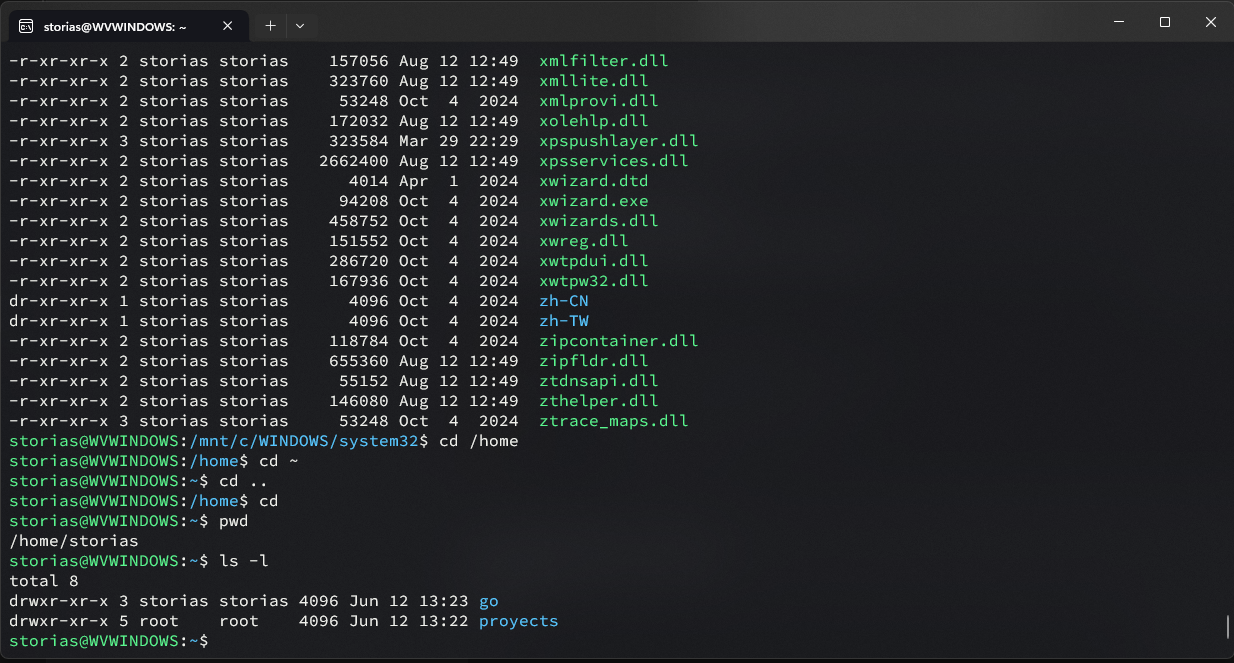 storias@WVWINDOWS: ~
-r-xr-xr-x 2 storias storias    157056 Aug 12 12:49  xmlfilter.dll
-r-xr-xr-x 2 storias storias    323760 Aug 12 12:49  xmllite.dll
-r-xr-xr-x 2 storias storias     53248 Oct  4  2024  xmlprovi.dll
-r-xr-xr-x 2 storias storias    172032 Aug 12 12:49  xolehlp.dll
-r-xr-xr-x 3 storias storias    323584 Mar 29 22:29  xpspushlayer.dll
-r-xr-xr-x 2 storias storias   2662400 Aug 12 12:49  xpsservices.dll
-r-xr-xr-x 2 storias storias      4014 Apr  1  2024  xwizard.dtd
-r-xr-xr-x 2 storias storias     94208 Oct  4  2024  xwizard.exe
-r-xr-xr-x 2 storias storias    458752 Oct  4  2024  xwizards.dll
-r-xr-xr-x 2 storias storias    151552 Oct  4  2024  xwreg.dll
-r-xr-xr-x 2 storias storias    286720 Oct  4  2024  xwtpdui.dll
-r-xr-xr-x 2 storias storias    167936 Oct  4  2024  xwtpw32.dll
dr-xr-xr-x 1 storias storias      4096 Oct  4  2024  zh-CN
dr-xr-xr-x 1 storias storias      4096 Oct  4  2024  zh-TW
-r-xr-xr-x 2 storias storias    118784 Oct  4  2024  zipcontainer.dll
-r-xr-xr-x 2 storias storias    655360 Aug 12 12:49  zipfldr.dll
-r-xr-xr-x 2 storias storias     55152 Aug 12 12:49  ztdnsapi.dll
-r-xr-xr-x 2 storias storias    146080 Aug 12 12:49  zthelper.dll
-r-xr-xr-x 3 storias storias     53248 Oct  4  2024  ztrace_maps.dll
storias@WVWINDOWS:/mnt/c/WINDOWS/system32$ cd /home
storias@WVWINDOWS:/home$ cd ~
storias@WVWINDOWS:~$ cd ..
storias@WVWINDOWS:/home$ cd
storias@WVWINDOWS:~$ pwd
/home/storias
storias@WVWINDOWS:~$ ls -l
total 8
drwxr-xr-x 3 storias storias 4096 Jun 12 13:23 go
drwxr-xr-x 5 root    root    4096 Jun 12 13:22 proyects
storias@WVWINDOWS:~$